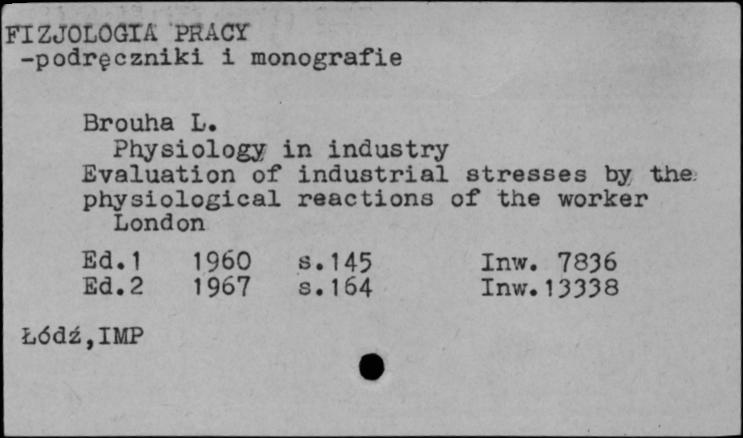 FIZJOLOGIA PRACY
-podręczniki i monografie
Brouha L.
Physiology in industry
Evaluation of industrial stresses by the
physiological reactions of the worker
London
Ed.1 1960 s.145 Inw. 7836
Ed.2 1967 s.164 Inw.13338
Łódź,IMP